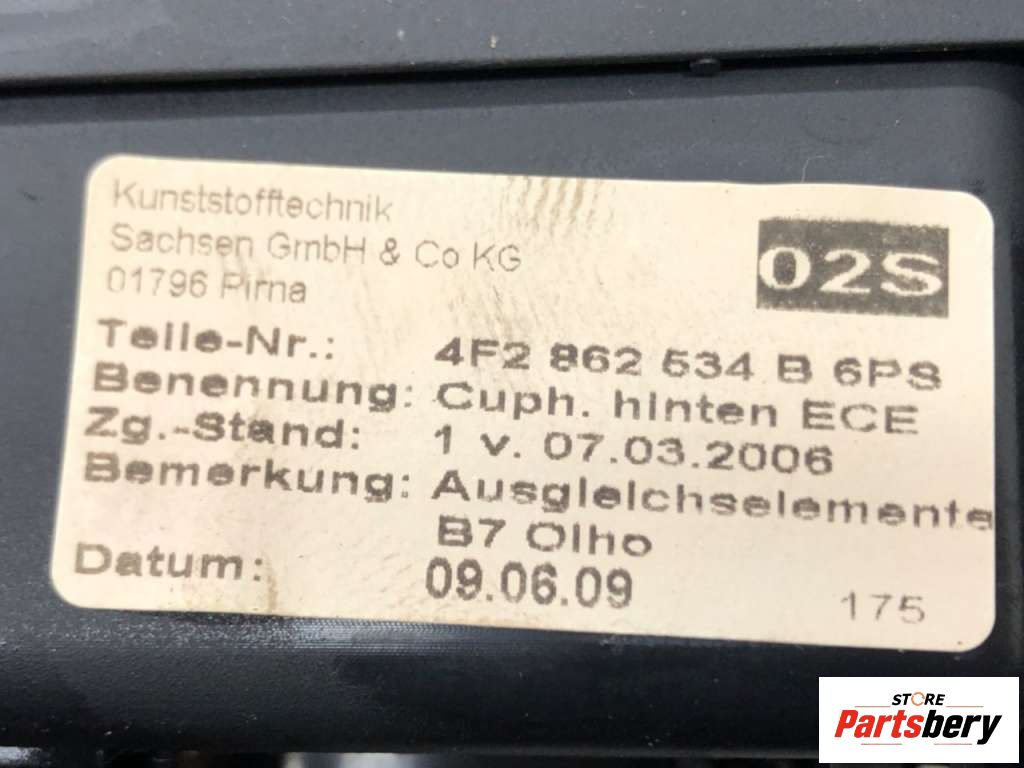 Kunststofftechnik
Sachsen GmbH & Co KG
01796 Pirna
02S
Teile-Nr.: 4F2 862 534 B 6PS
Benennung: Cuph. hinten ECE
Zg.-Stand: 1 v. 07.03.2006
Bemerkung: Ausgleichselemente
B7 Olho
Datum: 09.06.09
175
STORE
Partsbery